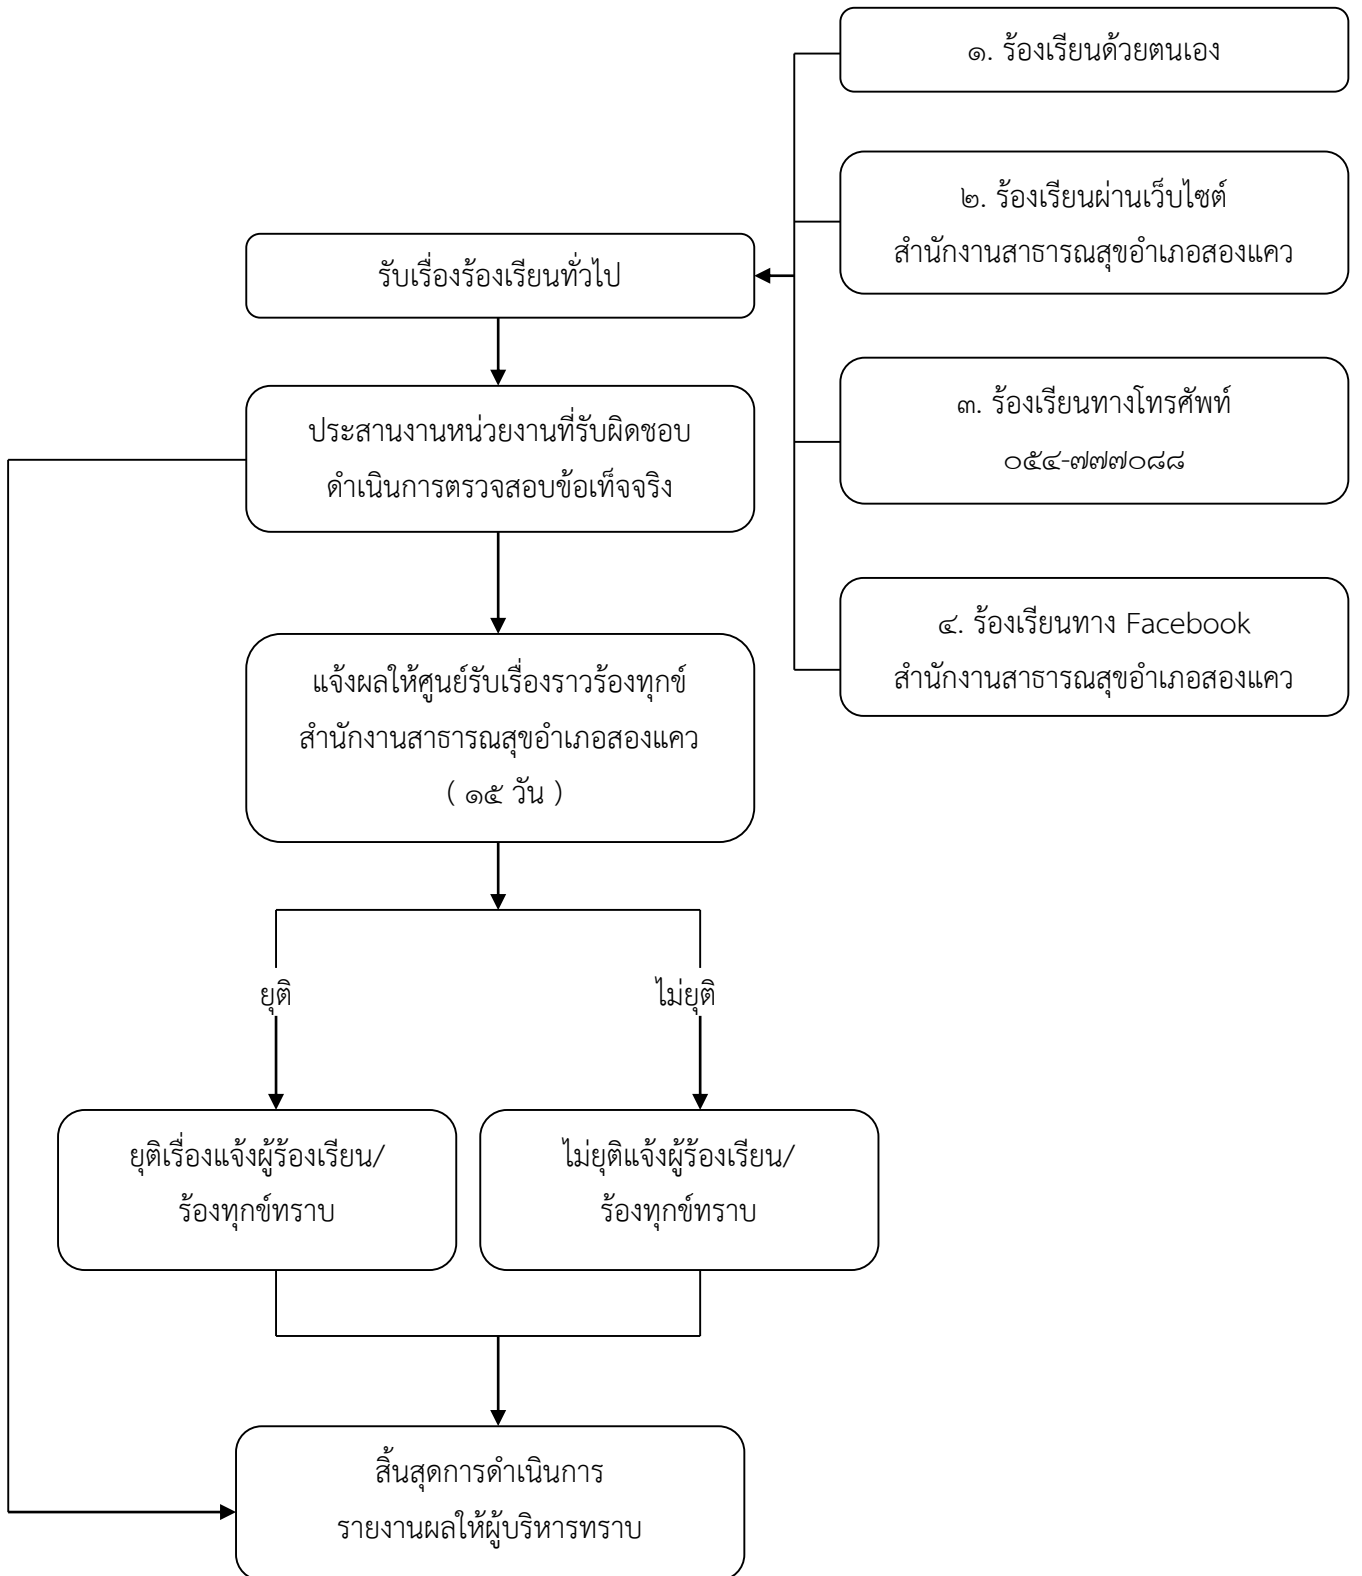 ๑. ร้องเรียนด้วยตนเอง
๒. ร้องเรียนผ่านเว็บไซต์
สำนักงานสาธารณสุขอำเภอสองแคว
รับเรื่องร้องเรียนทั่วไป
๓. ร้องเรียนทางโทรศัพท์
๐๕๔-๗๗๗๐๘๘
ประสานงานหน่วยงานที่รับผิดชอบ
ดำเนินการตรวจสอบข้อเท็จจริง
๔. ร้องเรียนทาง Facebook
สำนักงานสาธารณสุขอำเภอสองแคว
แจ้งผลให้ศูนย์รับเรื่องราวร้องทุกข์
สำนักงานสาธารณสุขอำเภอสองแคว
( ๑๕ วัน )
ยุติ
ไม่ยุติ
ยุติเรื่องแจ้งผู้ร้องเรียน/
ร้องทุกข์ทราบ
ไม่ยุติแจ้งผู้ร้องเรียน/
ร้องทุกข์ทราบ
สิ้นสุดการดำเนินการ
รายงานผลให้ผู้บริหารทราบ